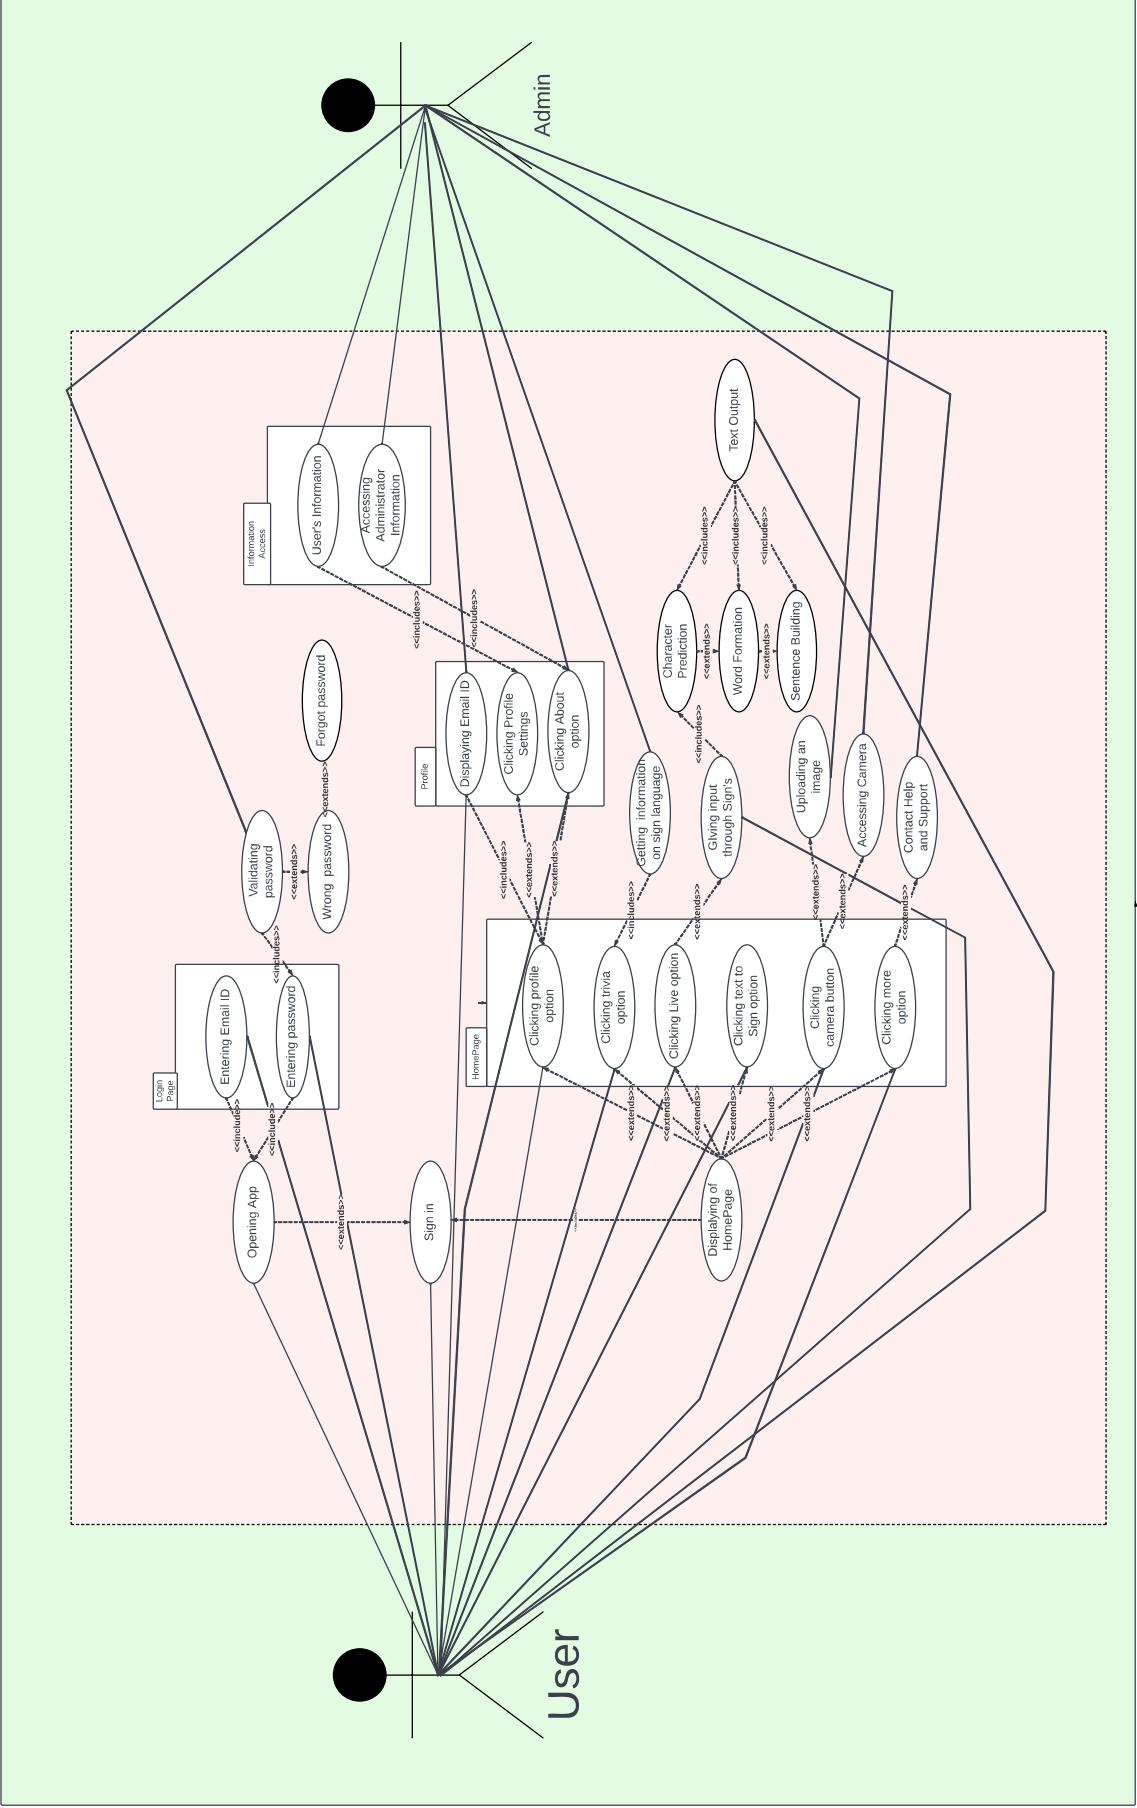 Admin
User
Login
Page
Entering Email ID
Entering password
Opening App
Sign in
<<include>>
<<include>>
<<extends>>
<<includes>>
Validating
password
<<extends>>
Wrong  password
<<extends>>
Forgot password
Information
Access
User's Information
Accessing
Administrator
Information
<<includes>>
<<includes>>
Profile
Displaying Email ID
Clicking Profile
Settings
Clicking About
option
<<includes>>
<<extends>>
<<extends>>
HomePage
Clicking profile
option
Clicking trivia
option
Clicking Live option
Clicking text to
Sign option
Clicking
camera button
Clicking more
option
<<extends>>
<<extends>>
<<extends>>
<<extends>>
<<extends>>
<<extends>>
Displalying of
HomePage
<<includes>>
<<extends>>
<<extends>>
<<extends>>
<<extends>>
Getting  information
on sign language
GIving input
through Sign's
Uploading an
image
Accessing Camera
Contact Help
and Support
<<includes>>
Character
Prediction
<<extends>>
Word Formation
<<extends>>
Sentence Building
<<includes>>
<<includes>>
<<includes>>
Text Output